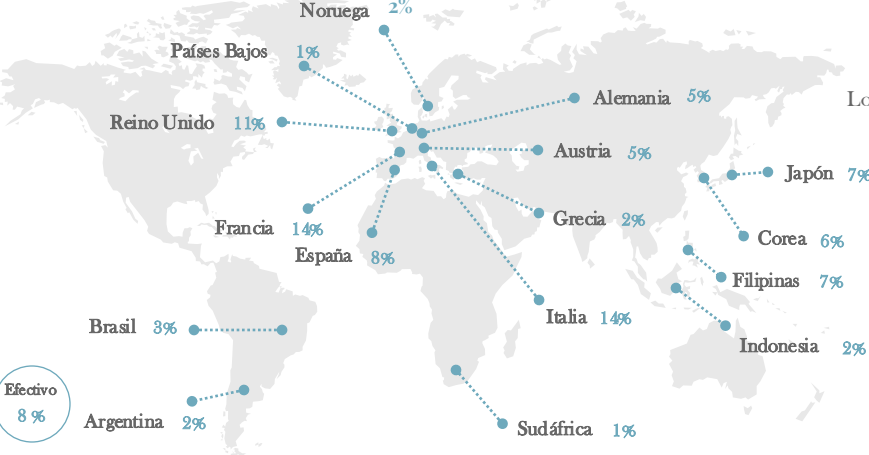 Noruega 2%
Países Bajos 1%
Alemania 5%
Lo
Reino Unido 11%
Austria 5%
Japón 7%
Francia 14%
Grecia 2%
Corea 6%
España 8%
Filipinas 7%
Italia 14%
Brasil 3%
Indonesia 2%
Efectivo
8 %
Argentina 2%
Sudáfrica 1%